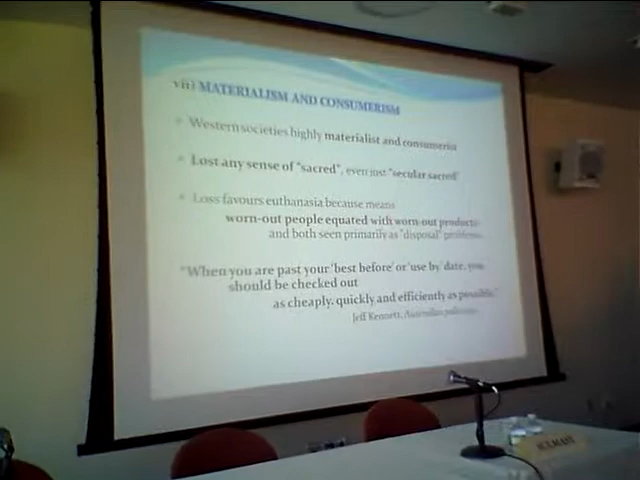 vii) MATERIALISM AND CONSUMERISM
Western societies highly materialist and consumerist
Lost any sense of "sacred", even just "secular sacred"
Loss favours euthanasia because means
worn-out people equated with worn-out products
and both seen primarily as "disposal" problems
"When you are past your 'best before' or 'use by' date, you
should be checked out
as cheaply, quickly and efficiently as possible."
Jeff Kennett, Australian